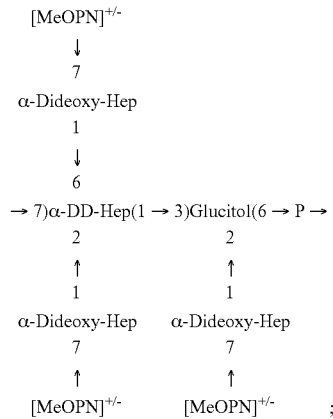 [MeOPN]+/-
↓
7
α-Dideoxy-Hep
1
↓
6
→ 7)α-DD-Hep(1 → 3)Glucitol(6 → P →
2 2
↑ ↑
1 1
α-Dideoxy-Hep α-Dideoxy-Hep
7 7
↑ ↑
[MeOPN]+/- [MeOPN]+/- ;